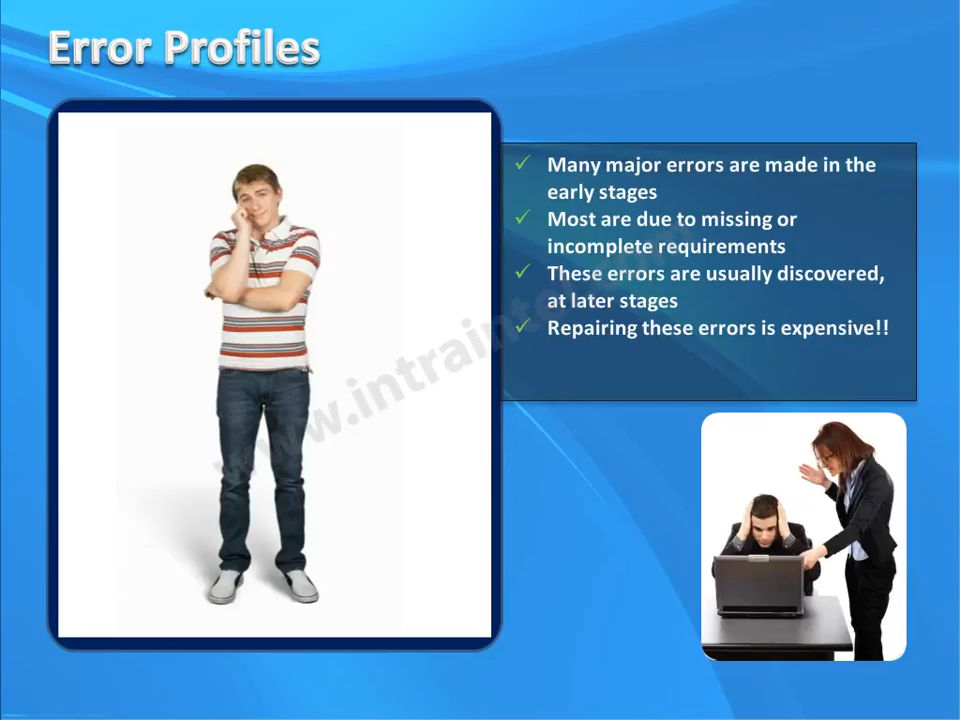 Error Profiles
Many major errors are made in the
early stages
Most are due to missing or
incomplete requirements
These errors are usually discovered,
at later stages
Repairing these errors is expensive!!